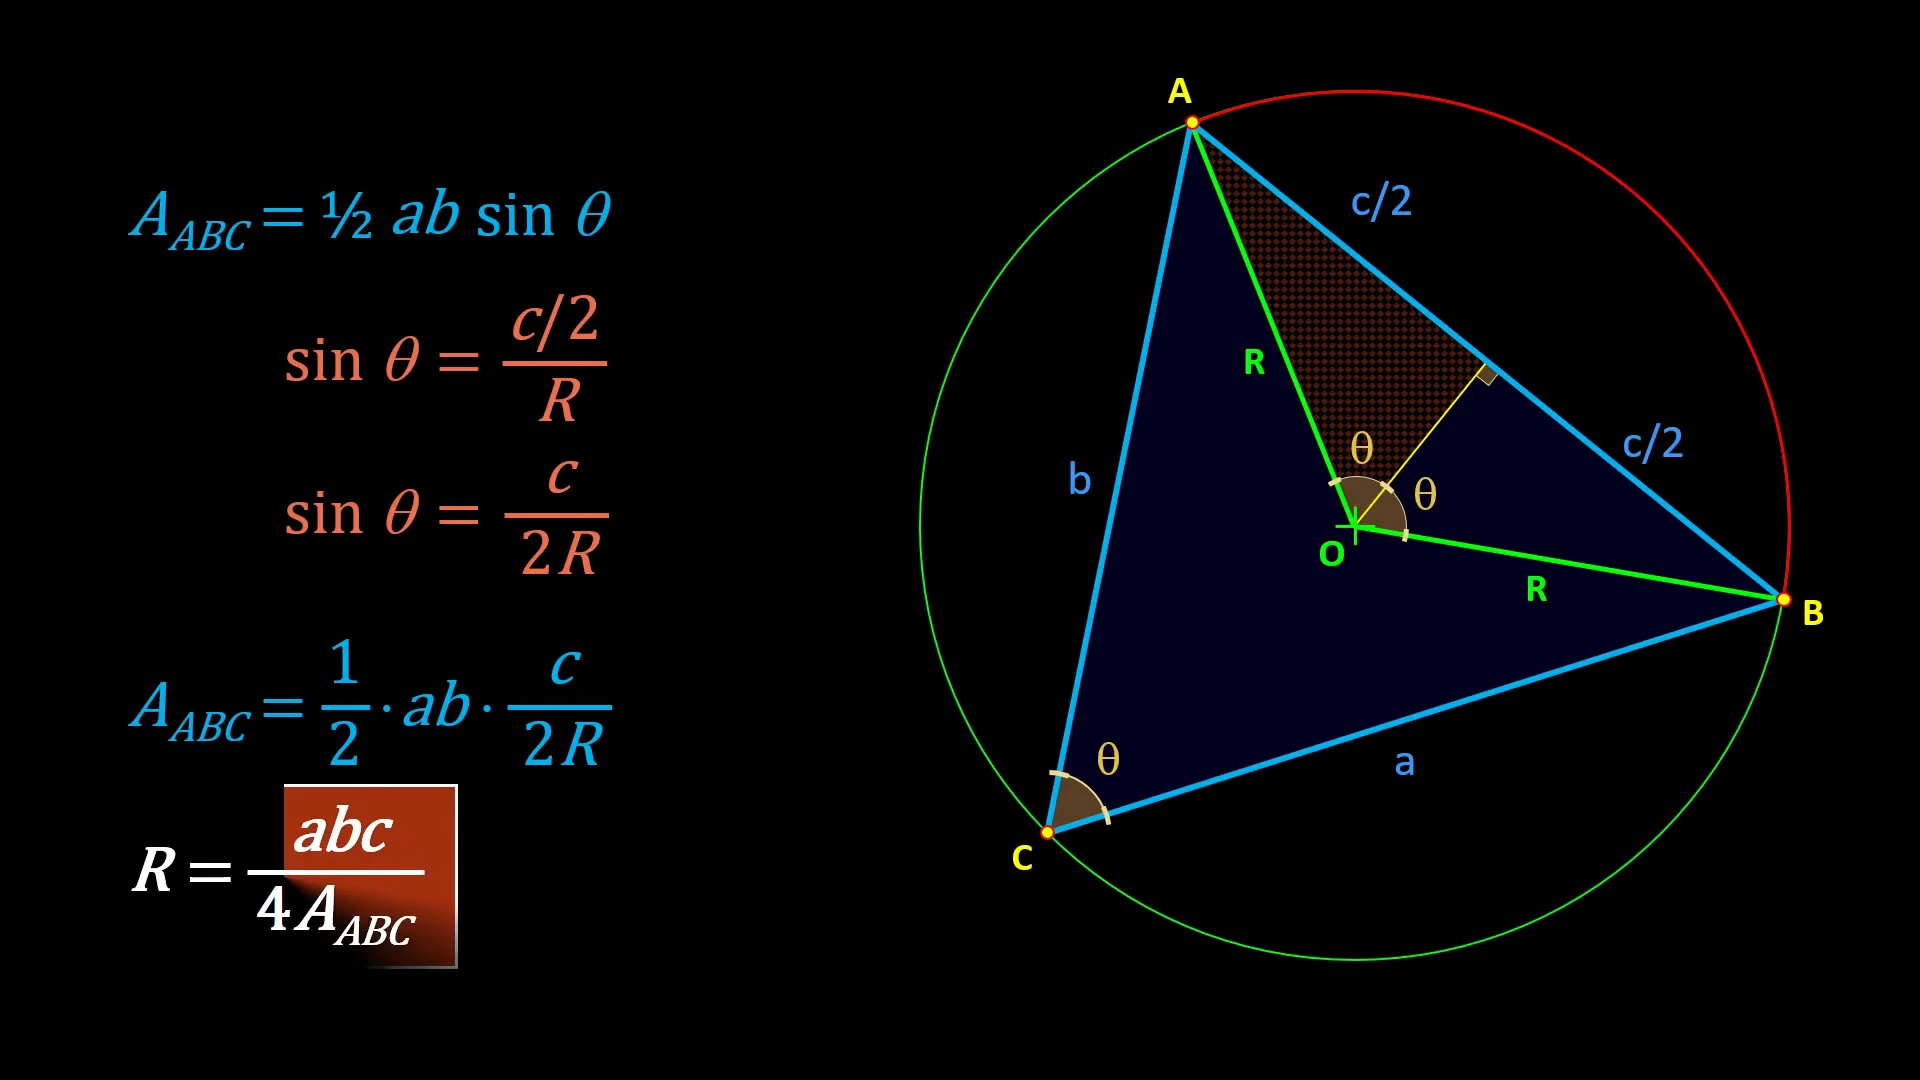 A_ABC = ½ ab sin θ
sin θ = (c/2)/R
sin θ = c/(2R)
A_ABC = 1/2 · ab · c/(2R)
R = abc/(4A_ABC)
A
c/2
R
c/2
θ
b
θ
O
R
B
θ
a
C